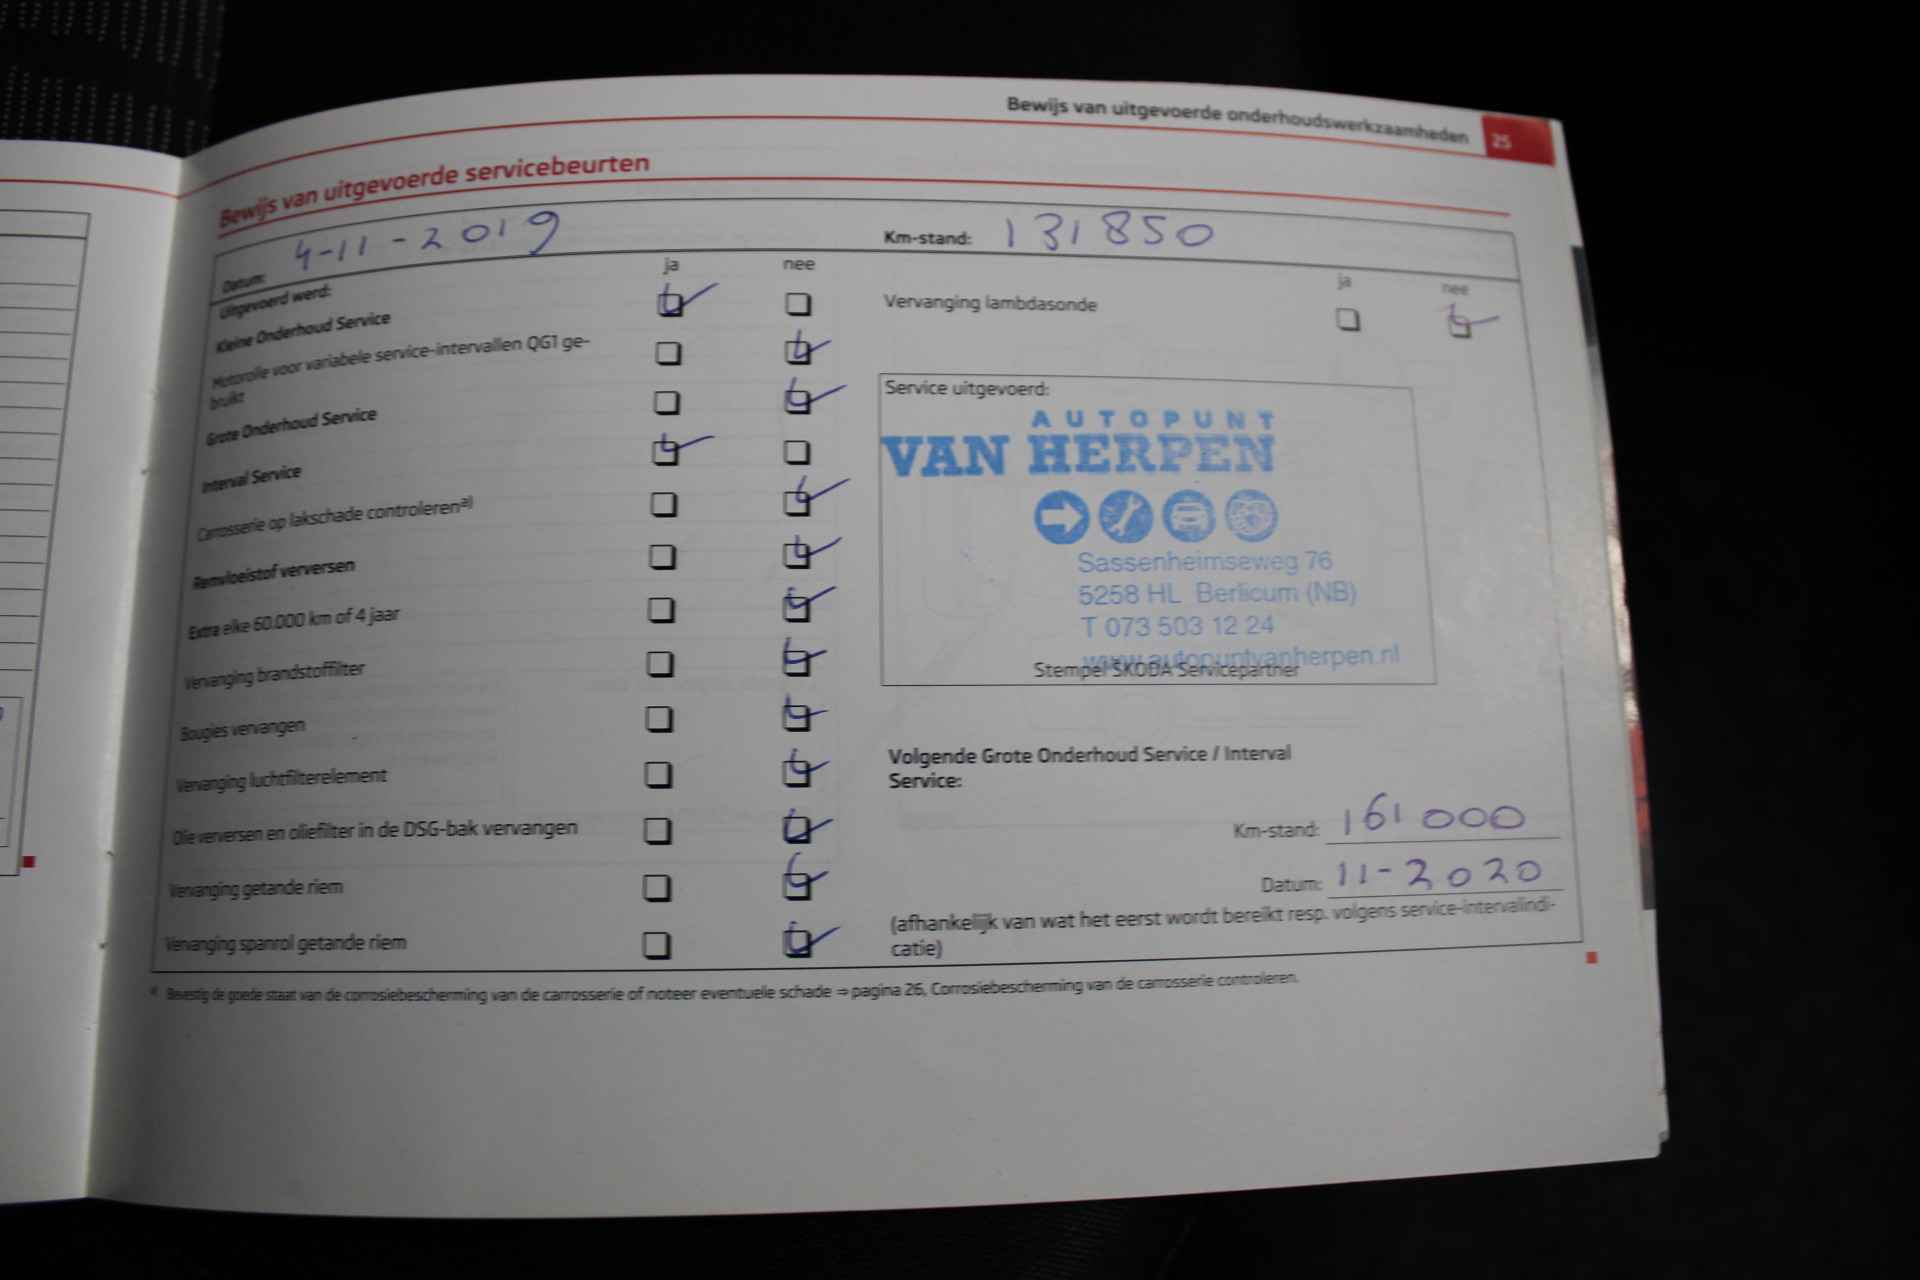 Bewijs van uitgevoerde onderhoudswerkzaamheden 25
Bewijs van uitgevoerde servicebeurten
Datum: 4-11-2019
Km-stand: 131850
Uitgevoerd werd:
ja nee
Kleine Onderhoud Service
Motorolie voor variabele service-intervallen QG1 ge-
bruikt
Grote Onderhoud Service
Interval Service
Carrosserie op lakschade controleren a)
Remvloeistof verversen
Extra elke 60.000 km of 4 jaar
Vervanging brandstoffilter
Bougies vervangen
Vervanging luchtfilterelement
Olie verversen en oliefilter in de DSG-bak vervangen
Vervanging getande riem
Vervanging spanrol getande riem
ja nee
Vervanging lambdasonde
Service uitgevoerd:
AUTOPUNT
VAN HERPEN
Sassenheimseweg 76
5258 HL Berlicum (NB)
T 073 503 12 24
www.autopuntvanherpen.nl
Stempel ŠKODA Servicepartner
Volgende Grote Onderhoud Service / Interval
Service:
Km-stand: 161000
Datum: 11-2020
(afhankelijk van wat het eerst wordt bereikt resp. volgens service-intervalindi-
catie)
a) Bevestig de goede staat van de corrosiebescherming van de carrosserie of noteer eventuele schade ⇒ pagina 26, Corrosiebescherming van de carrosserie controleren.